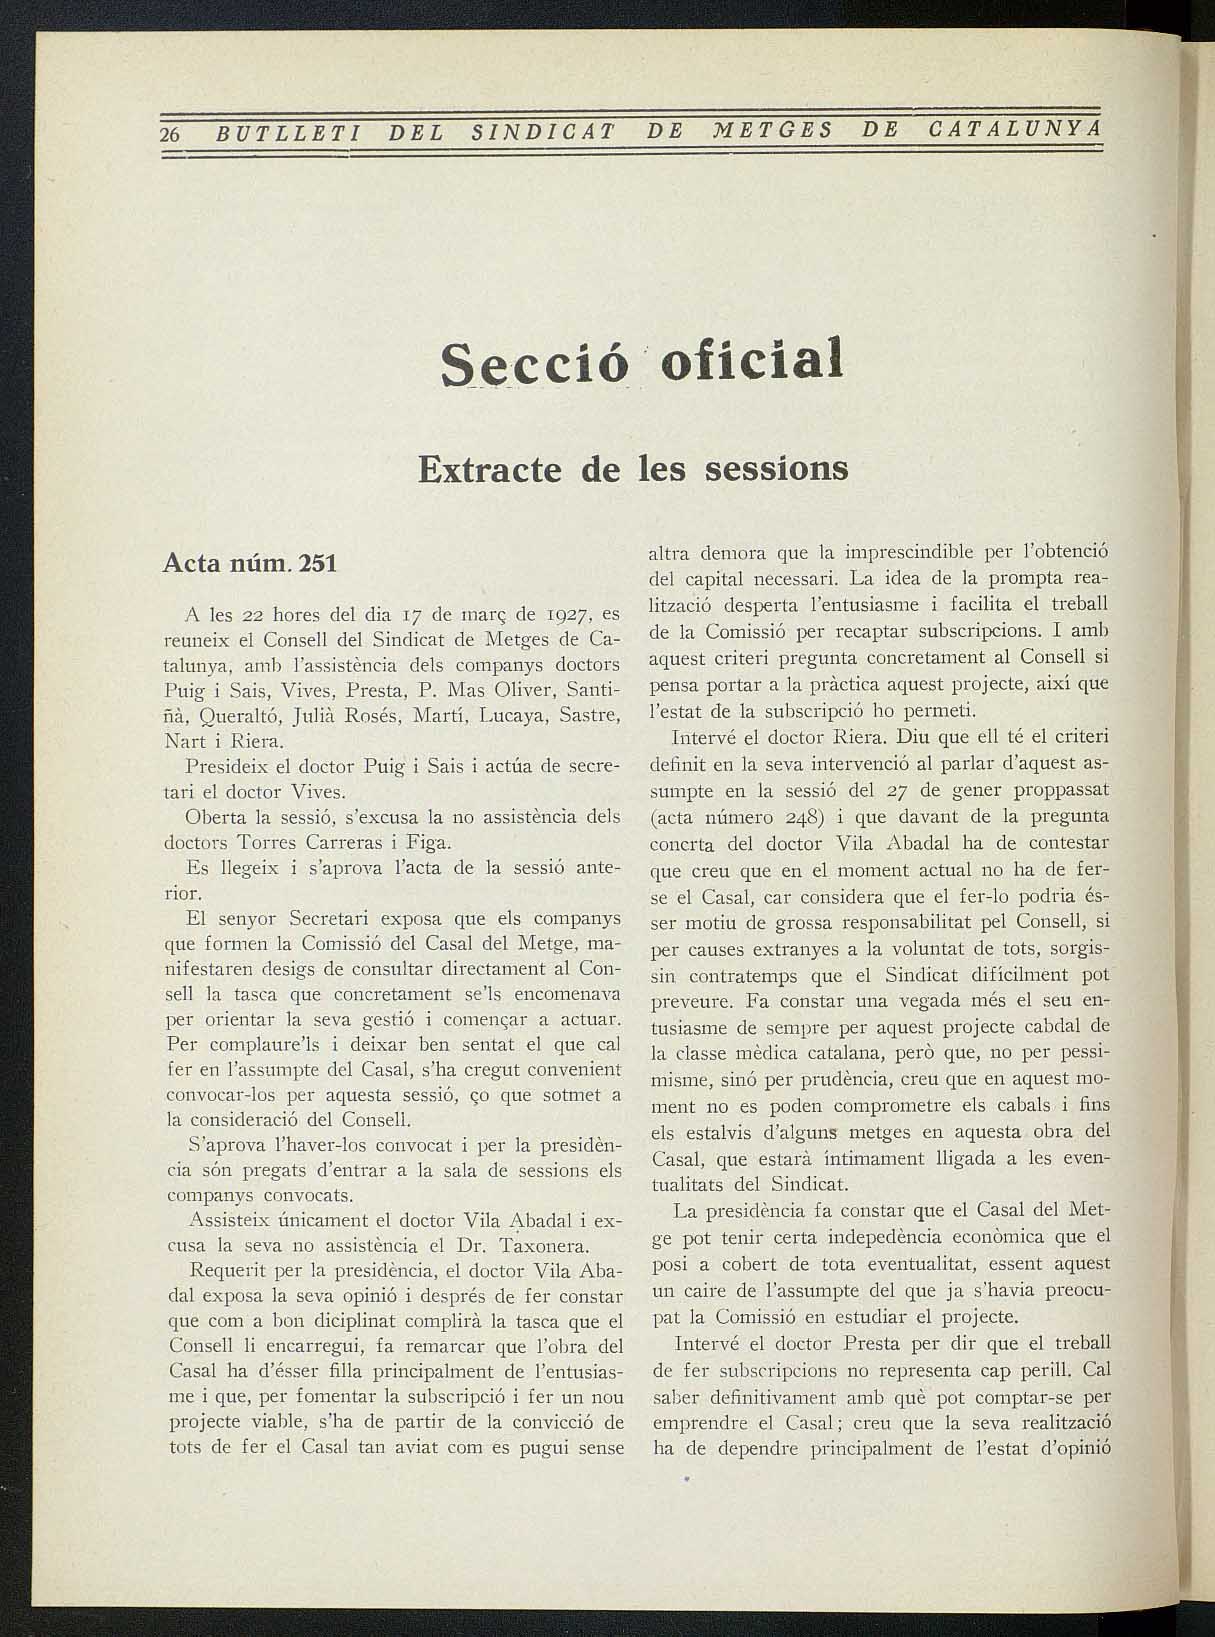 26 BUTLLETI DEL SINDICAT DE METGES DE CATALUNYA
Secció oficial
Extracte de les sessions
Acta núm. 251
A les 22 hores del dia 17 de març de 1927, es
reuneix el Consell del Sindicat de Metges de Ca-
talunya, amb l'assistència dels companys doctors
Puig i Sais, Vives, Presta, P. Mas Oliver, Santi-
ñà, Queraltó, Julià Rosés, Martí, Lucaya, Sastre,
Nart i Riera.
Presideix el doctor Puig i Sais i actúa de secre-
tari el doctor Vives.
Oberta la sessió, s'excusa la no assistència dels
doctors Torres Carreras i Figa.
Es llegeix i s'aprova l'acta de la sessió ante-
rior.
El senyor Secretari exposa que els companys
que formen la Comissió del Casal del Metge, ma-
nifestaren desigs de consultar directament al Con-
sell la tasca que concretament se'ls encomenava
per orientar la seva gestió i començar a actuar.
Per complaure'ls i deixar ben sentat el que cal
fer en l'assumpte del Casal, s'ha cregut convenient
convocar-los per aquesta sessió, ço que sotmet a
la consideració del Consell.
S'aprova l'haver-los convocat i per la presidèn-
cia són pregats d'entrar a la sala de sessions els
companys convocats.
Assisteix únicament el doctor Vila Abadal i ex-
cusa la seva no assistència el Dr. Taxonera.
Requerit per la presidència, el doctor Vila Aba-
dal exposa la seva opinió i després de fer constar
que com a bon diciplinat complirà la tasca que el
Consell li encarregui, fa remarcar que l'obra del
Casal ha d'ésser filla principalment de l'entusias-
me i que, per fomentar la subscripció i fer un nou
projecte viable, s'ha de partir de la convicció de
tots de fer el Casal tan aviat com es pugui sense
altra demora que la imprescindible per l'obtenció
del capital necessari. La idea de la prompta rea-
lització desperta l'entusiasme i facilita el treball
de la Comissió per recaptar subscripcions. I amb
aquest criteri pregunta concretament al Consell si
pensa portar a la pràctica aquest projecte, així que
l'estat de la subscripció ho permeti.
Intervé el doctor Riera. Diu que ell té el criteri
definit en la seva intervenció al parlar d'aquest as-
sumpte en la sessió del 27 de gener proppassat
(acta número 248) i que davant de la pregunta
concrta del doctor Vila Abadal ha de contestar
que creu que en el moment actual no ha de fer-
se el Casal, car considera que el fer-lo podria és-
ser motiu de grossa responsabilitat pel Consell, si
per causes extranyes a la voluntat de tots, sorgis-
sin contratemps que el Sindicat difícilment pot
preveure. Fa constar una vegada més el seu en-
tusiasme de sempre per aquest projecte cabdal de
la classe mèdica catalana, però que, no per pessi-
misme, sinó per prudència, creu que en aquest mo-
ment no es poden comprometre els cabals i fins
els estalvis d'alguns metges en aquesta obra del
Casal, que estarà íntimament lligada a les even-
tualitats del Sindicat.
La presidència fa constar que el Casal del Met-
ge pot tenir certa indepedència econòmica que el
posi a cobert de tota eventualitat, essent aquest
un caire de l'assumpte del que ja s'havia preocu-
pat la Comissió en estudiar el projecte.
Intervé el doctor Presta per dir que el treball
de fer subscripcions no representa cap perill. Cal
saber definitivament amb què pot comptar-se per
emprendre el Casal; creu que la seva realització
ha de dependre principalment de l'estat d'opinió